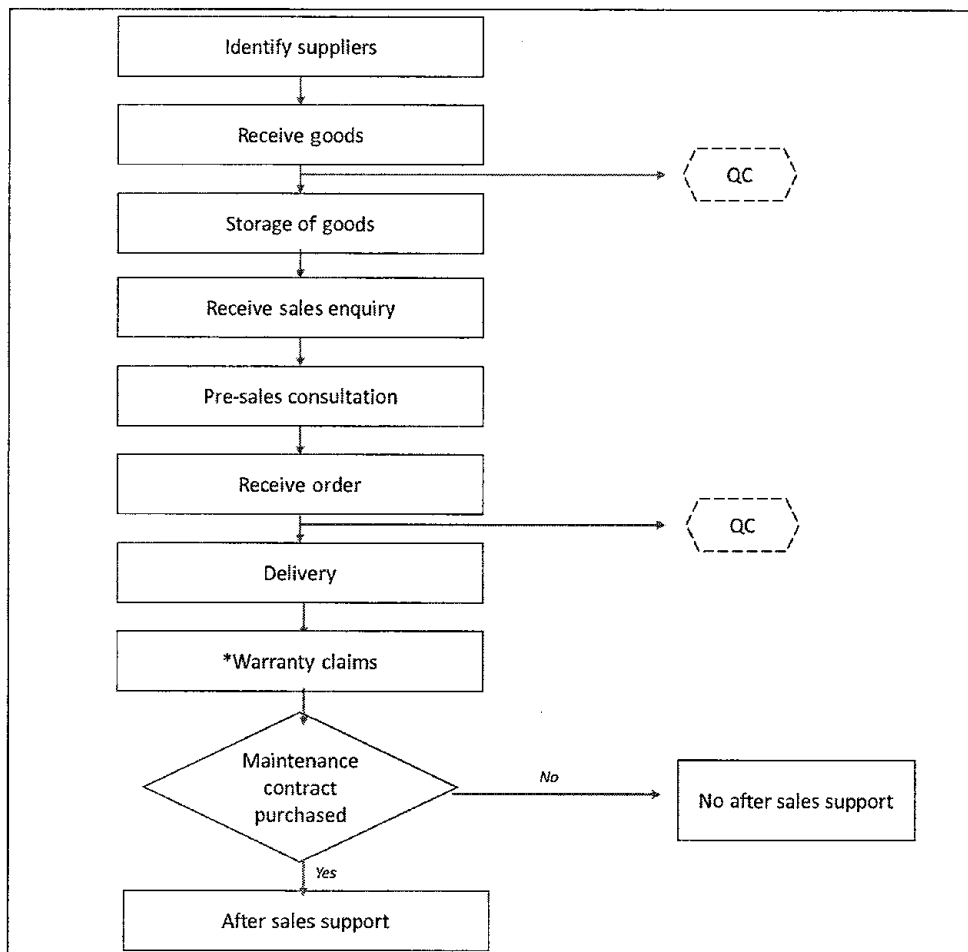 Identify suppliers
Receive goods
QC
Storage of goods
Receive sales enquiry
Pre-sales consultation
Receive order
QC
Delivery
*Warranty claims
Maintenance
contract
purchased
No
No after sales support
Yes
After sales support